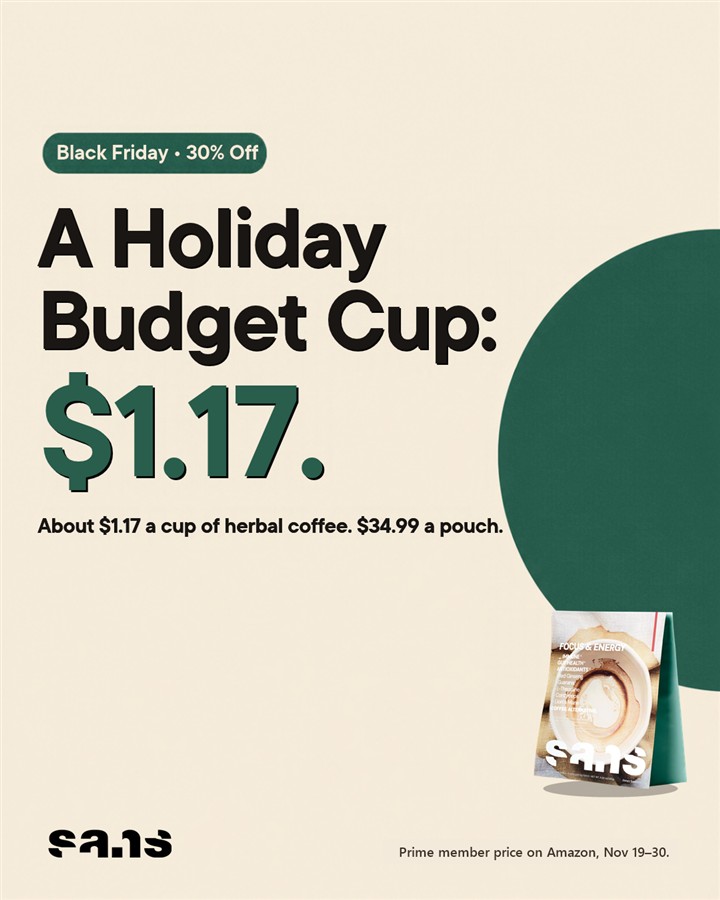 Black Friday • 30% Off
A Holiday
Budget Cup:
$1.17.
About $1.17 a cup of herbal coffee. $34.99 a pouch.
FOCUS & ENERGY
sans
sans
Prime member price on Amazon, Nov 19–30.